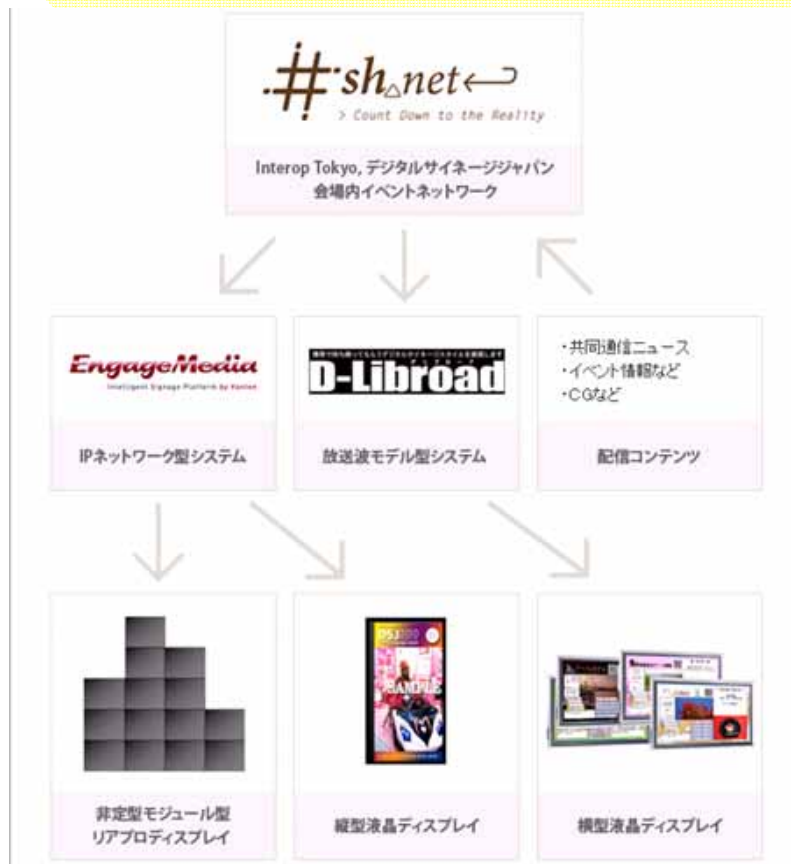 sh net
> Count Down to the Reality
Interop Tokyo, デジタルサイネージジャパン
会場内イベントネットワーク
EngageMedia
Intelligent Signage Platform by Kanten
IPネットワーク型システム
D-Libroad
放送波モデル型システム
・共同通信ニュース
・イベント情報など
・CGなど
配信コンテンツ
DSJ
SAMPLE
非定型モジュール型
リアプロディスプレイ
縦型液晶ディスプレイ
横型液晶ディスプレイ